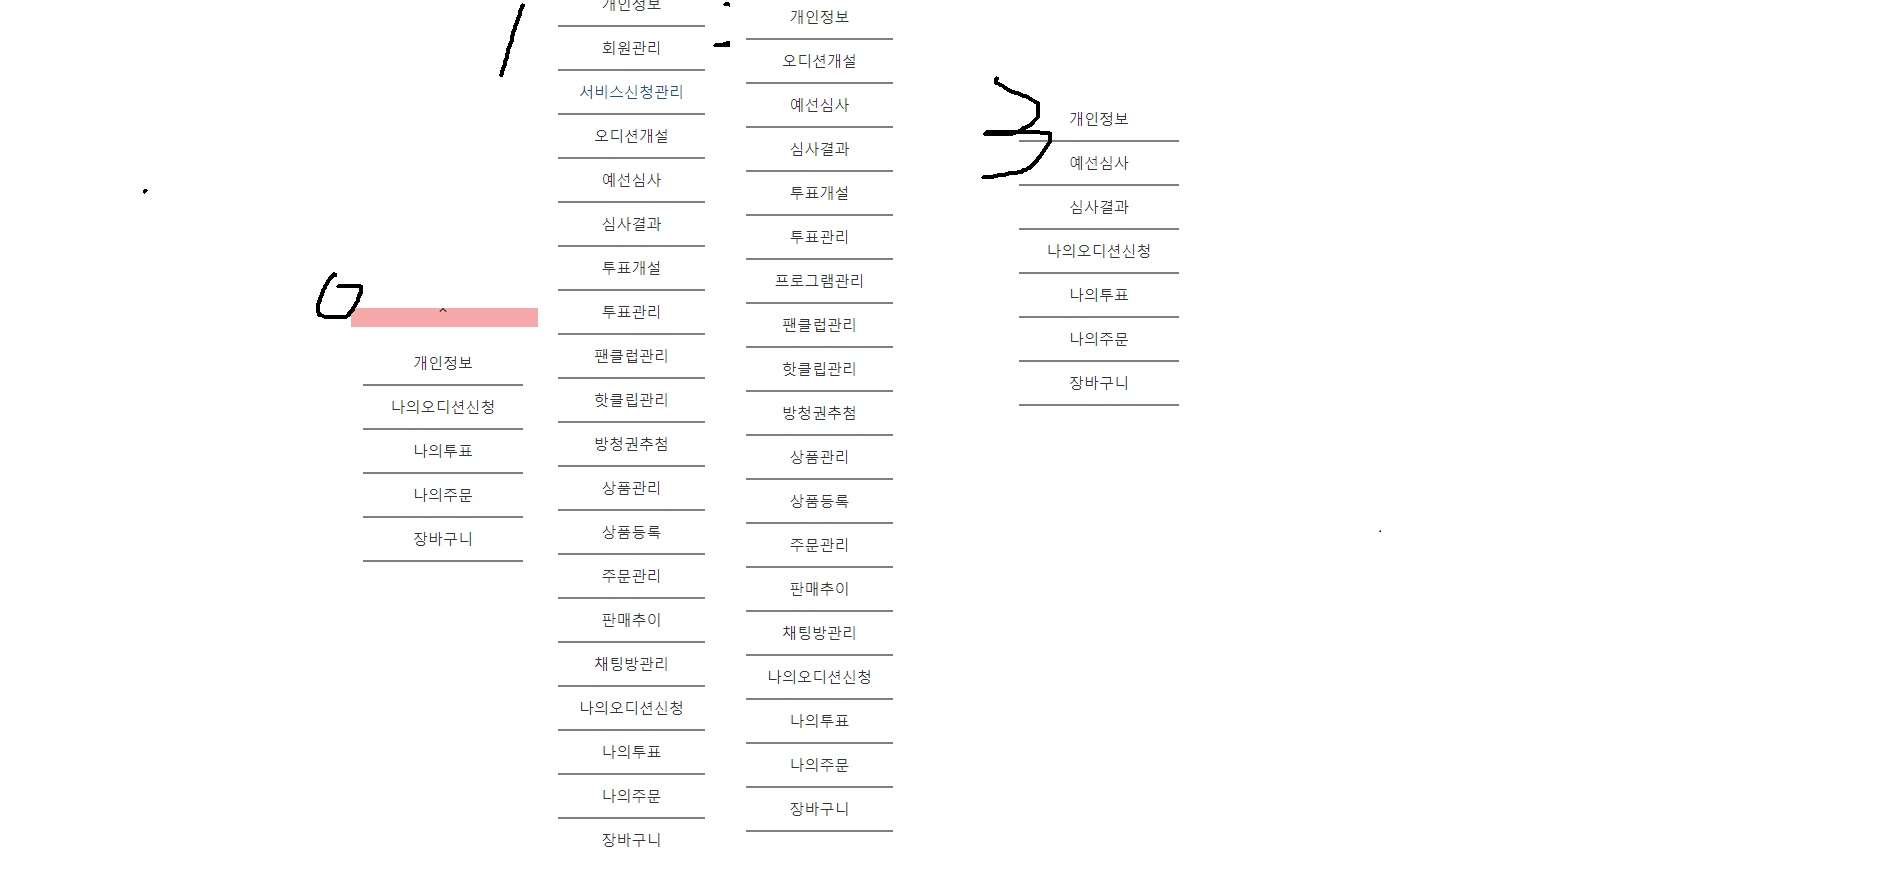 1
개인정보
회원관리
서비스신청관리
오디션개설
예선심사
심사결과
투표개설
투표관리
팬클럽관리
핫클립관리
방청권추첨
상품관리
상품등록
주문관리
판매추이
채팅방관리
나의오디션신청
나의투표
나의주문
장바구니
개인정보
오디션개설
예선심사
심사결과
투표개설
투표관리
프로그램관리
팬클럽관리
핫클립관리
방청권추첨
상품관리
상품등록
주문관리
판매추이
채팅방관리
나의오디션신청
나의투표
나의주문
장바구니
3
개인정보
예선심사
심사결과
나의오디션신청
나의투표
나의주문
장바구니
6
개인정보
나의오디션신청
나의투표
나의주문
장바구니